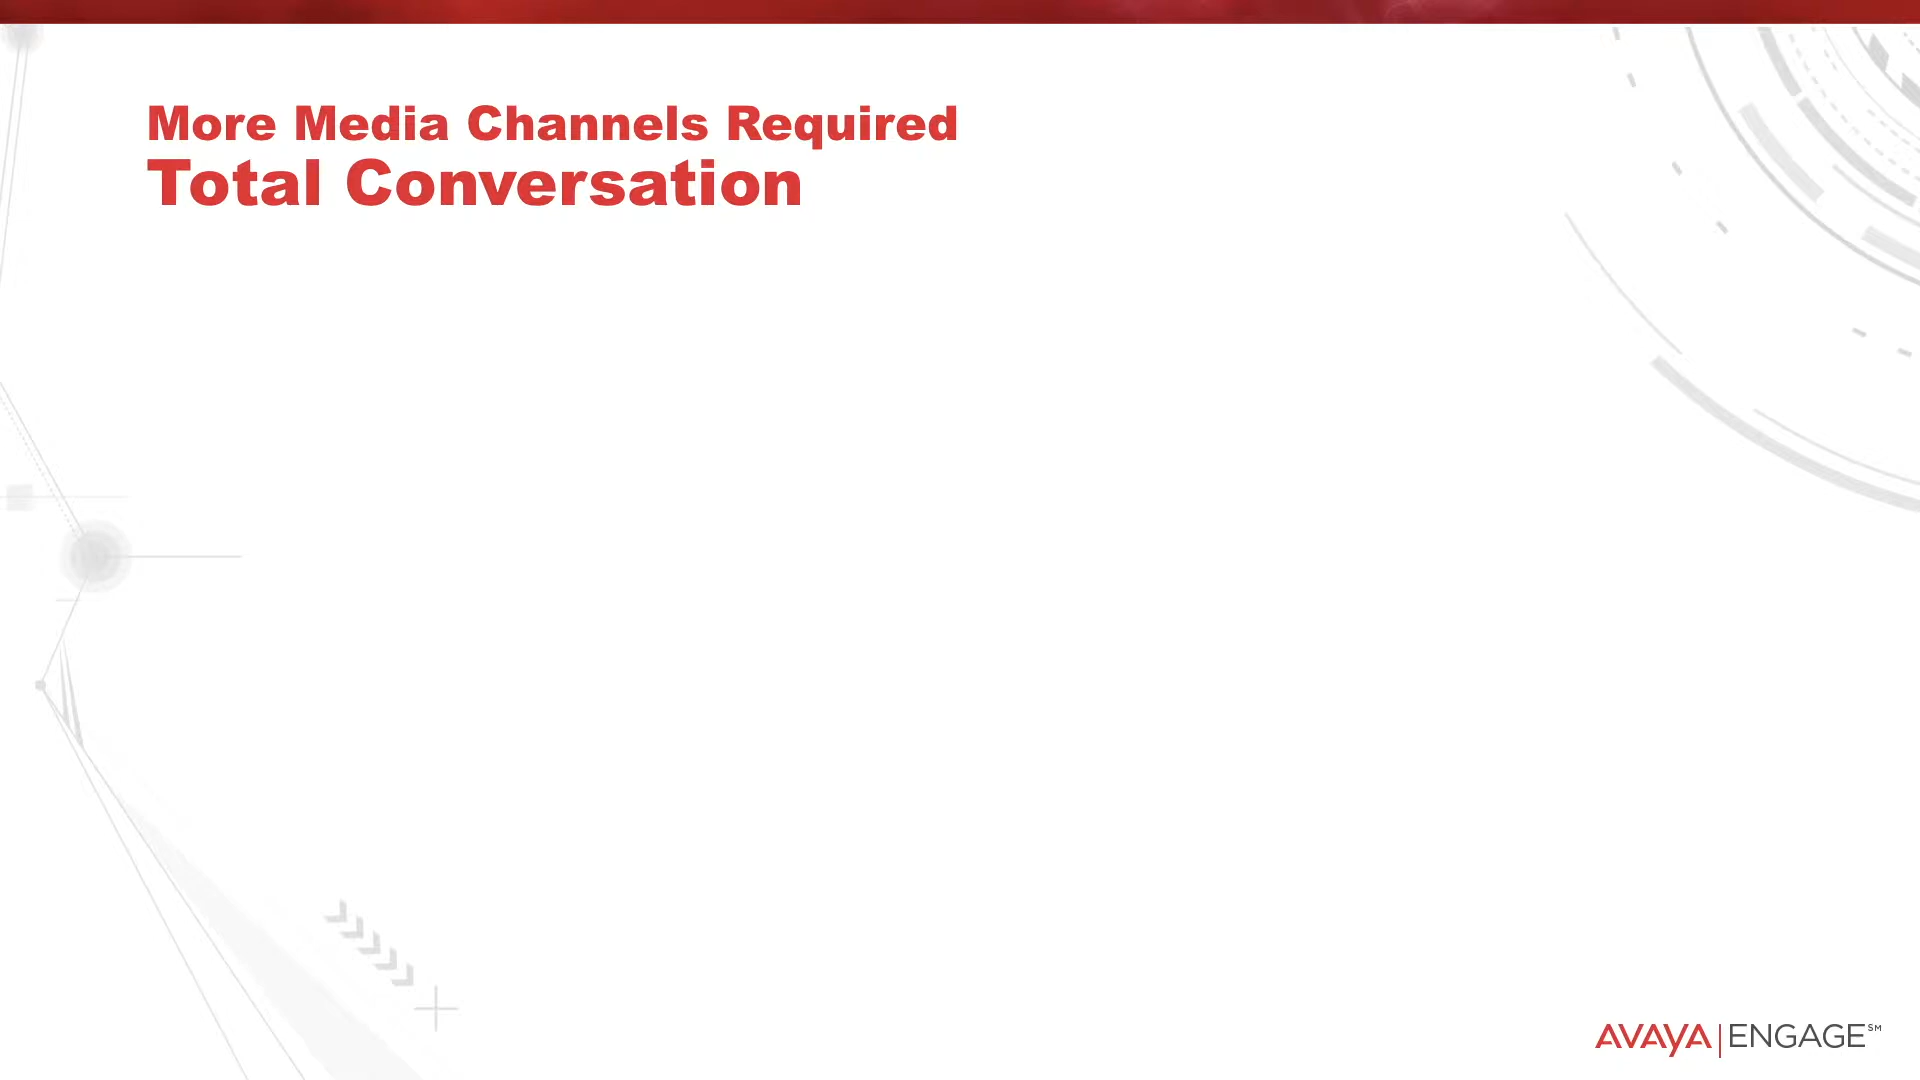 More Media Channels Required
Total Conversation
AVAYA | ENGAGE℠